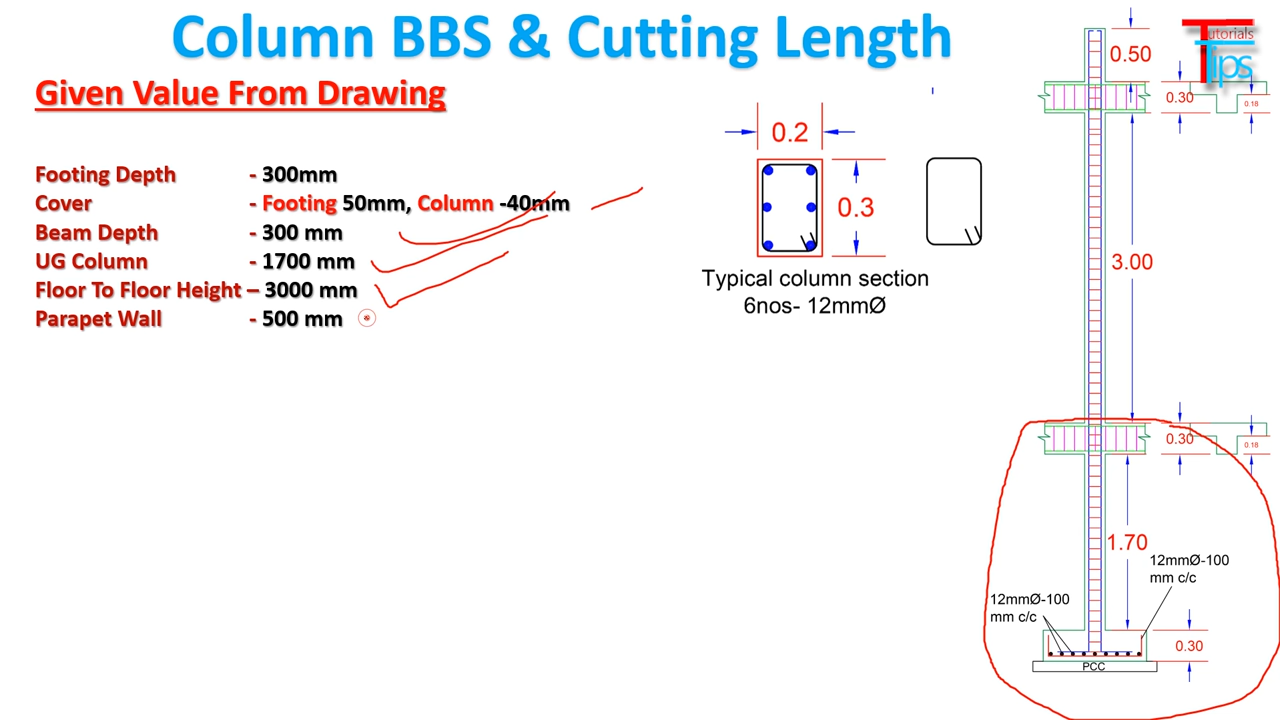 Column BBS & Cutting Length
Tutorials
Tips
Given Value From Drawing
Footing Depth - 300mm
Cover - Footing 50mm, Column -40mm
Beam Depth - 300 mm
UG Column - 1700 mm
Floor To Floor Height – 3000 mm
Parapet Wall - 500 mm
0.2
0.3
Typical column section
6nos- 12mmØ
0.50
0.30
0.18
3.00
0.30
0.18
1.70
12mmØ-100
mm c/c
12mmØ-100
mm c/c
0.30
PCC